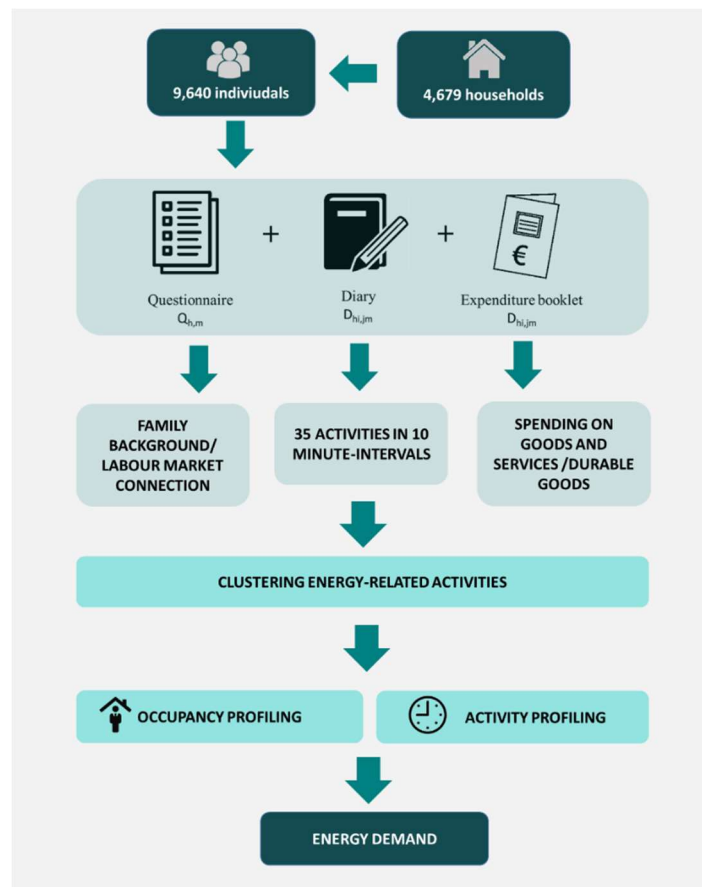 9,640 indiviudals
4,679 households
+
+
€
Questionnaire
Qh,m
Diary
Dhi,jm
Expenditure booklet
Dhi,jm
FAMILY
BACKGROUND/
LABOUR MARKET
CONNECTION
35 ACTIVITIES IN 10
MINUTE-INTERVALS
SPENDING ON
GOODS AND
SERVICES /DURABLE
GOODS
CLUSTERING ENERGY-RELATED ACTIVITIES
OCCUPANCY PROFILING
ACTIVITY PROFILING
ENERGY DEMAND